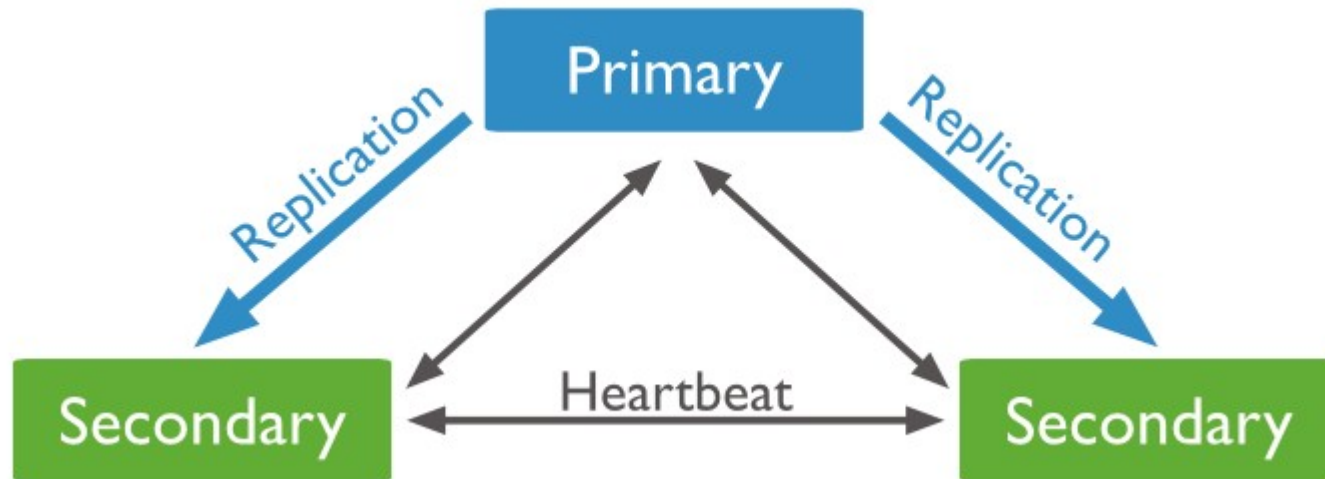 Primary
Replication
Replication
Heartbeat
Secondary
Secondary